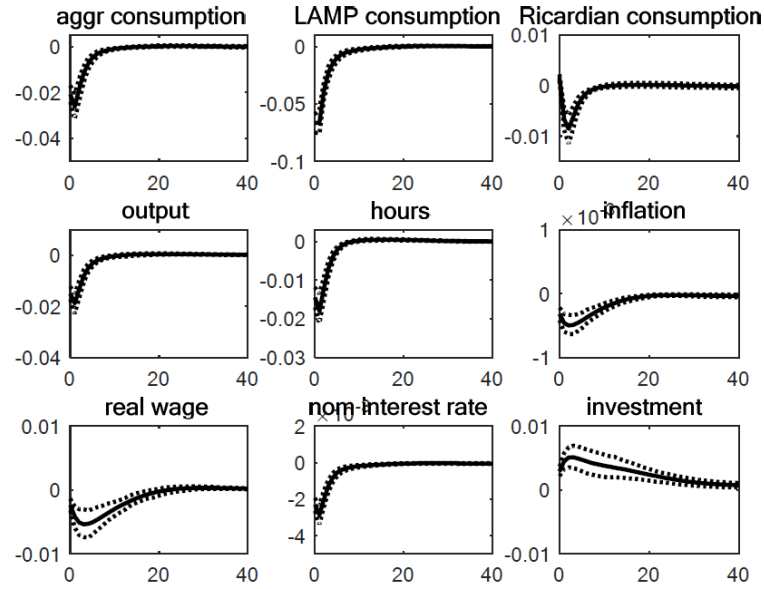 aggr consumption LAMP consumption Ricardian consumption
0 0 0.01
-0.02 -0.05 0
-0.04 -0.1 -0.01
0 20 40 0 20 40 0 20 40
output hours inflation
0 0 1
-0.02 -0.01 0
-0.04 -0.02 -1
-0.03
0 20 40 0 20 40 0 20 40
real wage nom interest rate investment
0.01 2 0.01
0 0 0
-0.01 -2 -0.01
-4
0 20 40 0 20 40 0 20 40